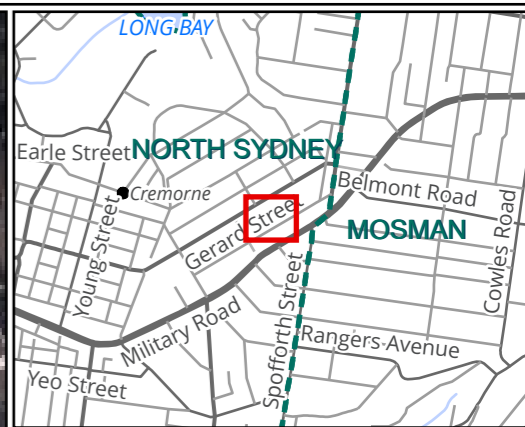 LONG BAY
Earle Street
NORTH SYDNEY
Cremorne
Belmont Road
Gerard Street
MOSMAN
Young Street
Cowles Road
Military Road
Spofforth Street
Rangers Avenue
Yeo Street